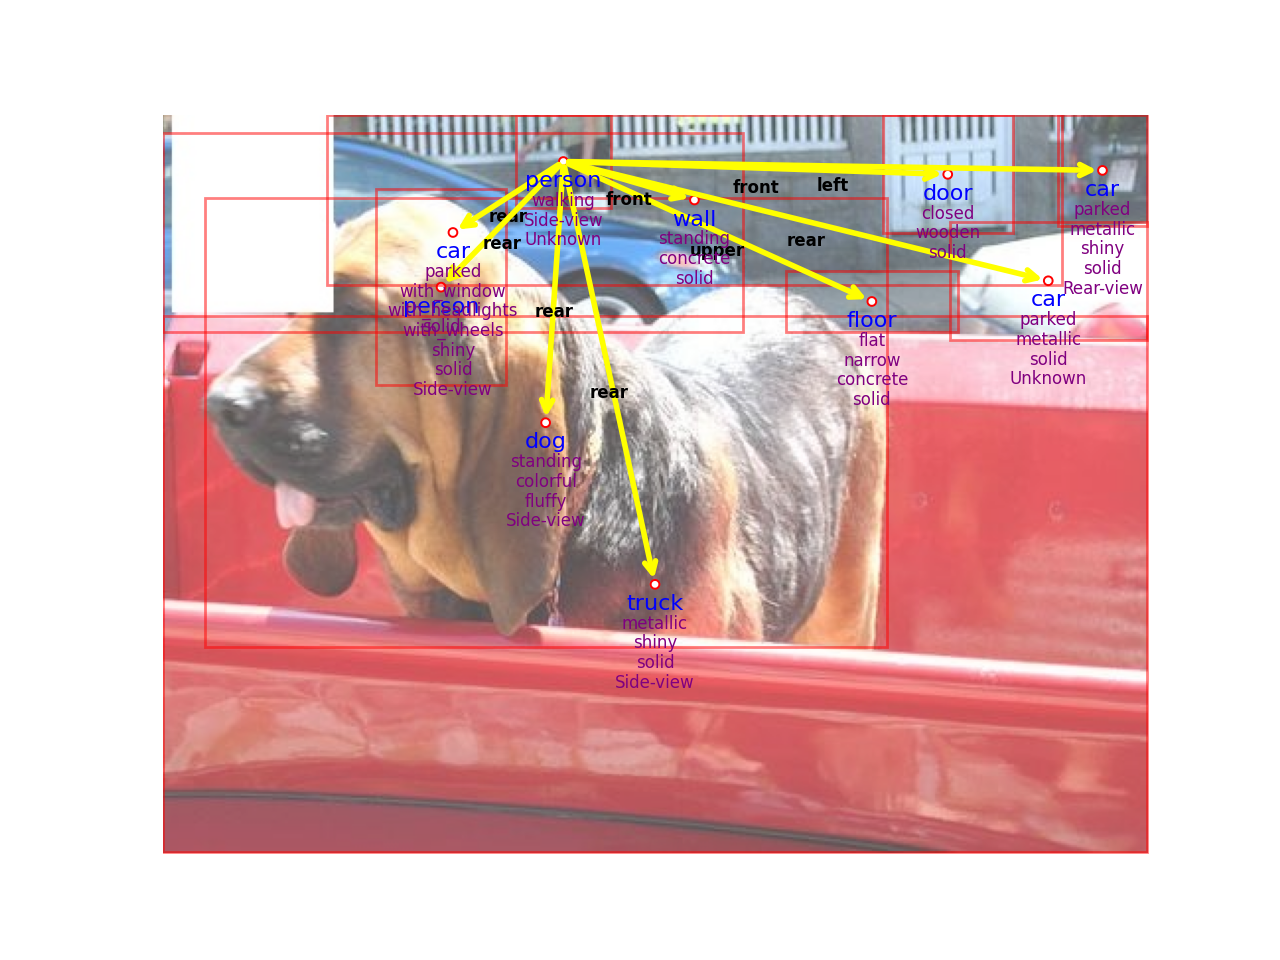 person
walking
Side-view
Unknown
rear
front
front
left
door
closed
wooden
solid
car
parked
metallic
shiny
solid
Rear-view
wall
standing
concrete
solid
upper
rear
rear
car
parked
with_window
with_headlights
with_wheels
shiny
solid
Side-view
person
solid
rear
floor
flat
narrow
concrete
solid
car
parked
metallic
solid
Unknown
rear
dog
standing
colorful
fluffy
Side-view
truck
metallic
shiny
solid
Side-view